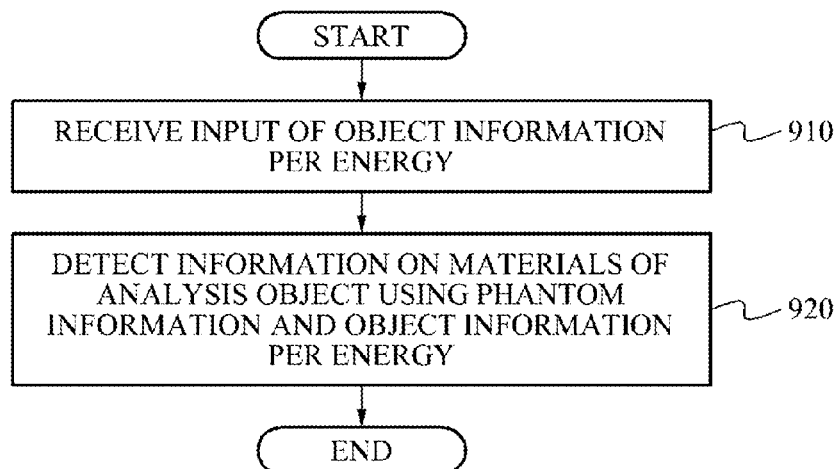 START
RECEIVE INPUT OF OBJECT INFORMATION
PER ENERGY
910
DETECT INFORMATION ON MATERIALS OF
ANALYSIS OBJECT USING PHANTOM
INFORMATION AND OBJECT INFORMATION
PER ENERGY
920
END